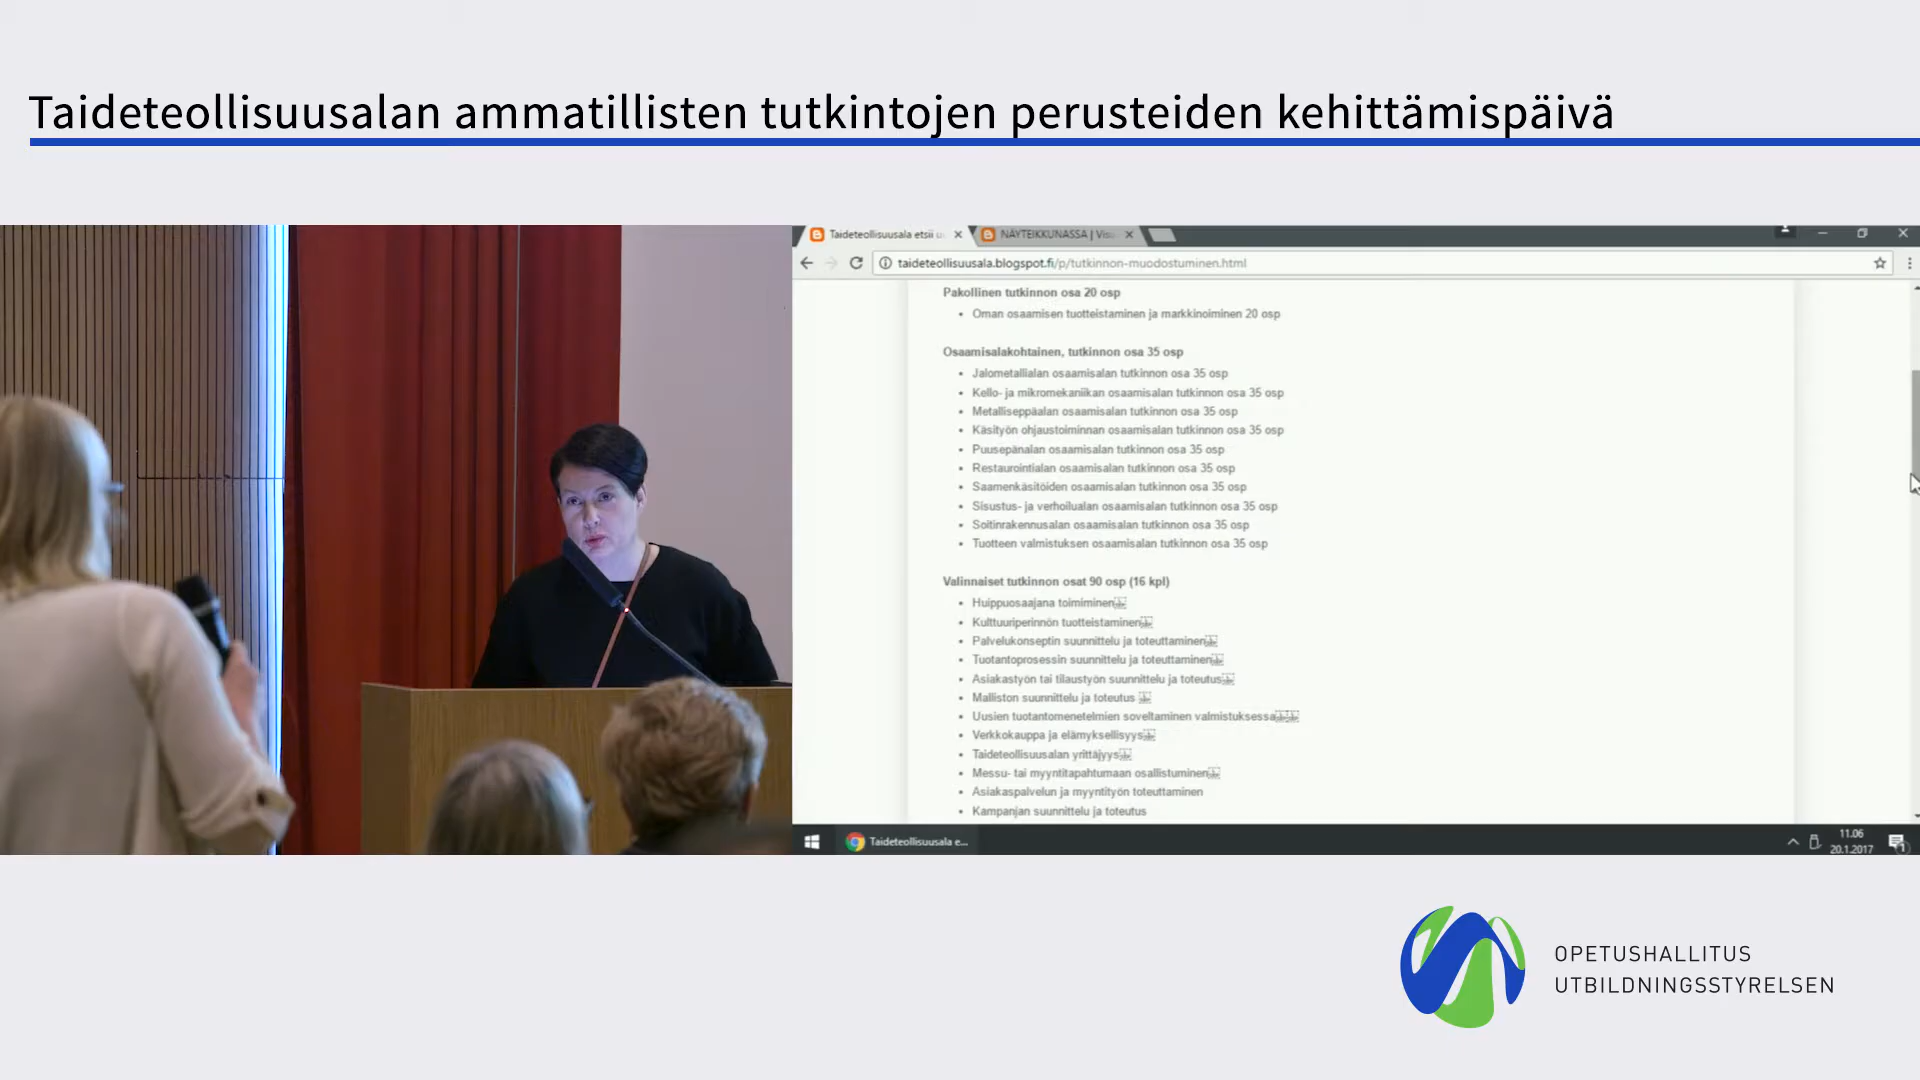 Taideteollisuusalan ammatillisten tutkintojen perusteiden kehittämispäivä
Taideteollisuusala etsii u
NÄYTEIKKUNASSA | Visu
taideteollisuusala.blogspot.fi/p/tutkinnon-muodostuminen.html
Pakollinen tutkinnon osa 20 osp
• Oman osaamisen tuotteistaminen ja markkinoiminen 20 osp
Osaamisalakohtainen, tutkinnon osa 35 osp
• Jalometallialan osaamisalan tutkinnon osa 35 osp
• Kello- ja mikromekaniikan osaamisalan tutkinnon osa 35 osp
• Metalliseppäalan osaamisalan tutkinnon osa 35 osp
• Käsityön ohjaustoiminnan osaamisalan tutkinnon osa 35 osp
• Puusepänalan osaamisalan tutkinnon osa 35 osp
• Restaurointialan osaamisalan tutkinnon osa 35 osp
• Saamenkäsitöiden osaamisalan tutkinnon osa 35 osp
• Sisustus- ja verhoilualan osaamisalan tutkinnon osa 35 osp
• Soitinrakennusalan osaamisalan tutkinnon osa 35 osp
• Tuotteen valmistuksen osaamisalan tutkinnon osa 35 osp
Valinnaiset tutkinnon osat 90 osp (16 kpl)
• Huippuosaajana toimiminen
• Kulttuuriperinnön tuotteistaminen
• Palvelukonseptin suunnittelu ja toteuttaminen
• Tuotantoprosessin suunnittelu ja toteuttaminen
• Asiakastyön tai tilaustyön suunnittelu ja toteutus
• Malliston suunnittelu ja toteutus
• Uusien tuotantomenetelmien soveltaminen valmistuksessa
• Verkkokauppa ja elämyksellisyys
• Taideteollisuusalan yrittäjyys
• Messu- tai myyntitapahtumaan osallistuminen
• Asiakaspalvelun ja myyntityön toteuttaminen
• Kampanjan suunnittelu ja toteutus
Taideteollisuusala e...
11.06
20.1.2017
1
OPETUSHALLITUS
UTBILDNINGSSTYRELSEN